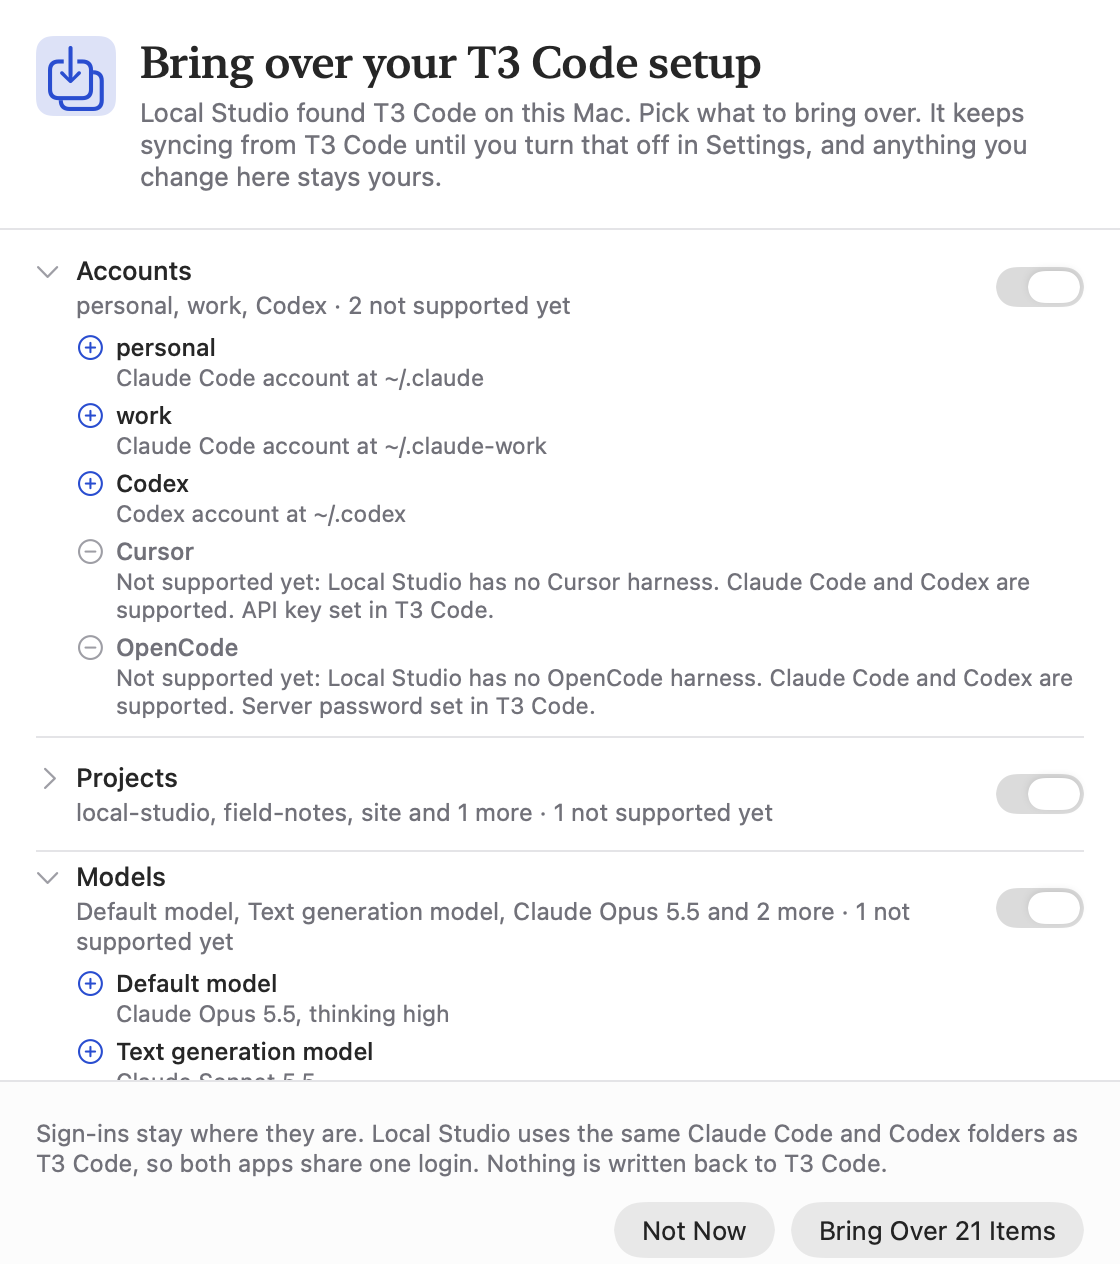 Bring over your T3 Code setup
Local Studio found T3 Code on this Mac. Pick what to bring over. It keeps
syncing from T3 Code until you turn that off in Settings, and anything you
change here stays yours.
Accounts
personal, work, Codex · 2 not supported yet
personal
Claude Code account at ~/.claude
work
Claude Code account at ~/.claude-work
Codex
Codex account at ~/.codex
Cursor
Not supported yet: Local Studio has no Cursor harness. Claude Code and Codex are
supported. API key set in T3 Code.
OpenCode
Not supported yet: Local Studio has no OpenCode harness. Claude Code and Codex are
supported. Server password set in T3 Code.
Projects
local-studio, field-notes, site and 1 more · 1 not supported yet
Models
Default model, Text generation model, Claude Opus 5.5 and 2 more · 1 not
supported yet
Default model
Claude Opus 5.5, thinking high
Text generation model
Claude Sonnet 5.5
Sign-ins stay where they are. Local Studio uses the same Claude Code and Codex folders as
T3 Code, so both apps share one login. Nothing is written back to T3 Code.
Not Now
Bring Over 21 Items